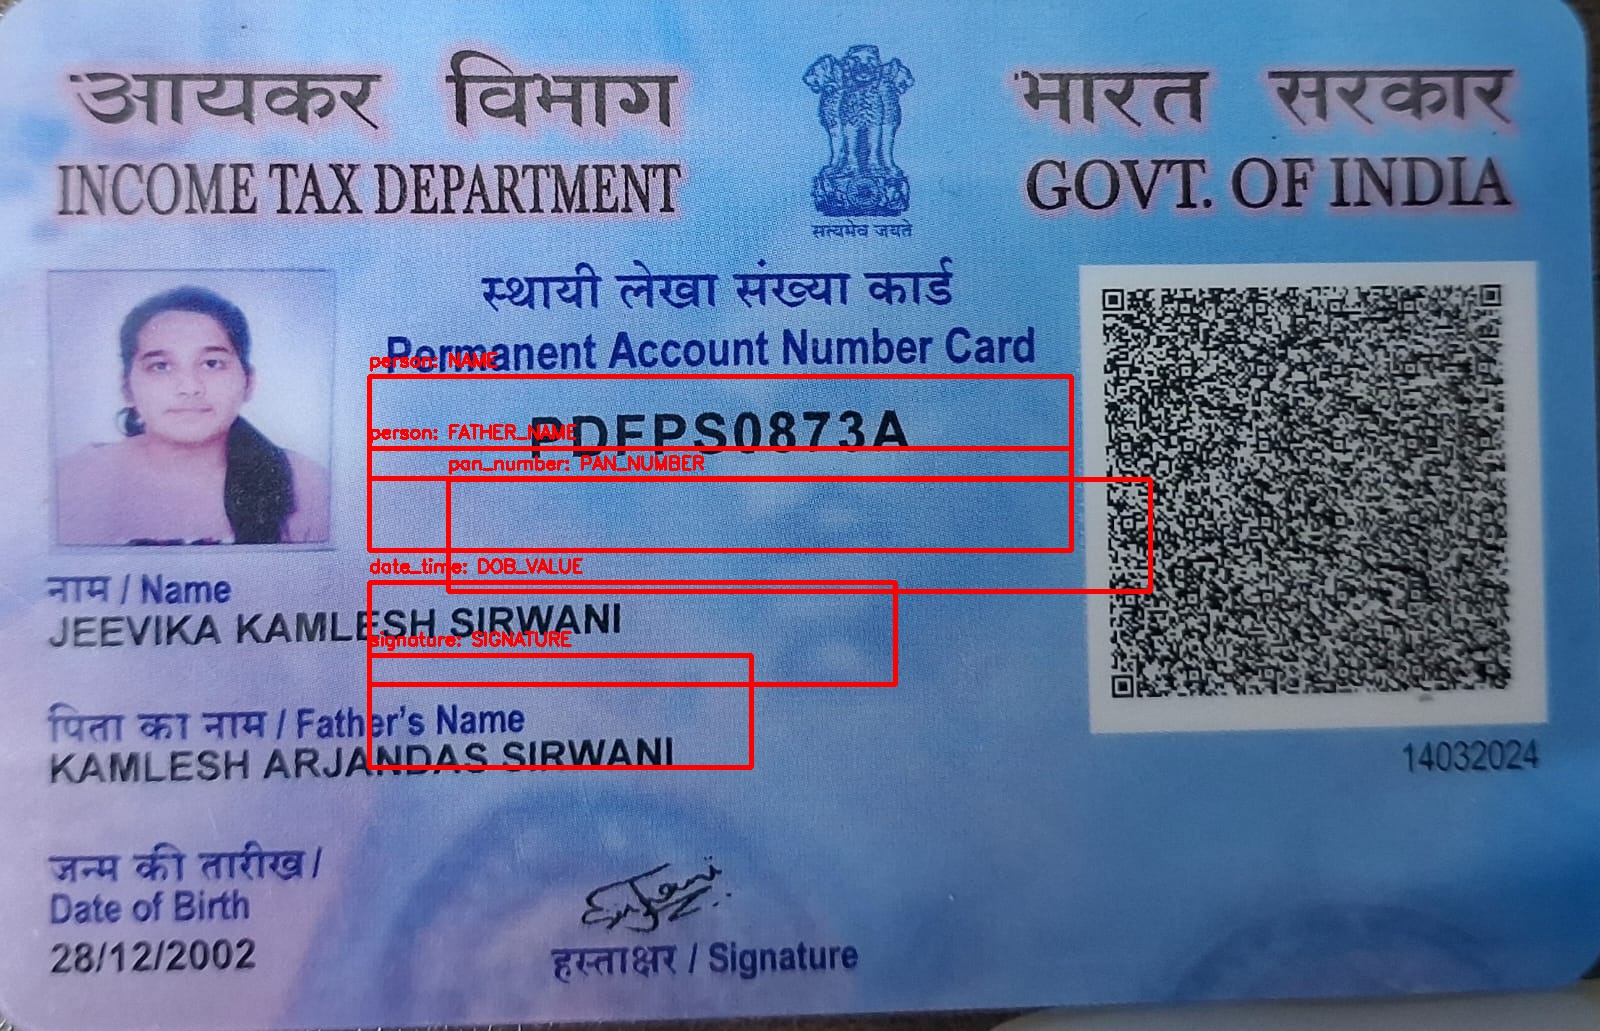 आयकर विभाग
INCOME TAX DEPARTMENT
सत्यमेव जयते
भारत सरकार
GOVT. OF INDIA
स्थायी लेखा संख्या कार्ड
Permanent Account Number Card
person: NAME
PDFPS0873A
person: FATHER_NAME
pan_number: PAN_NUMBER
date_time: DOB_VALUE
नाम / Name
JEEVIKA KAMLESH SIRWANI
signature: SIGNATURE
पिता का नाम / Father's Name
KAMLESH ARJANDAS SIRWANI
14032024
जन्म की तारीख /
Date of Birth
28/12/2002
हस्ताक्षर / Signature